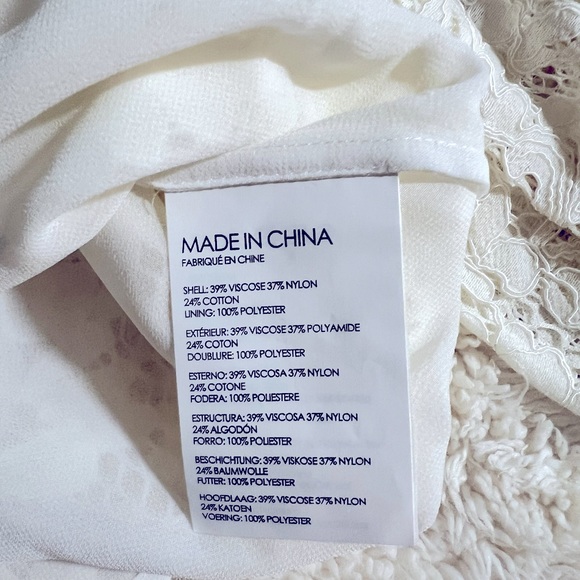 MADE IN CHINA
FABRIQUÉ EN CHINE
SHELL: 39% VISCOSE 37% NYLON
24% COTTON
LINING: 100% POLYESTER
EXTÉRIEUR: 39% VISCOSE 37% POLYAMIDE
24% COTON
DOUBLURE: 100% POLYESTER
ESTERNO: 39% VISCOSA 37% NYLON
24% COTONE
FODERA: 100% POLIESTERE
ESTRUCTURA: 39% VISCOSA 37% NYLON
24% ALGODÓN
FORRO: 100% POLYESTER
BESCHICHTUNG: 39% VISKOSE 37% NYLON
24% BAUMWOLLE
FUTTER: 100% POLYESTER
HOOFDLAAG: 39% VISCOSE 37% NYLON
24% KATOEN
VOERING: 100% POLYESTER